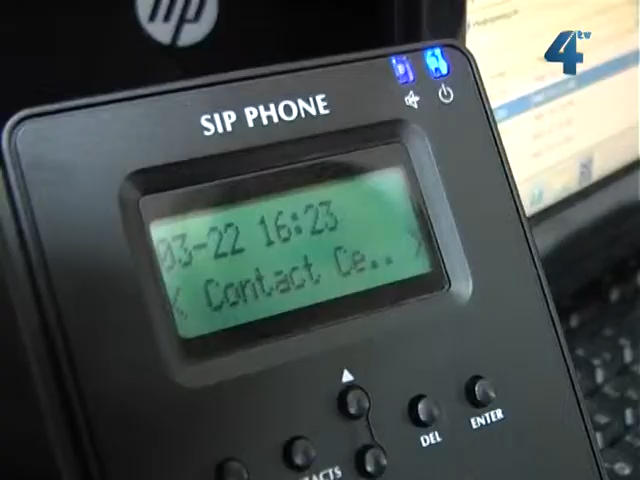 hp
4tv
SIP PHONE
03-22 16:23
< Contact Ce.. >
DEL
ENTER